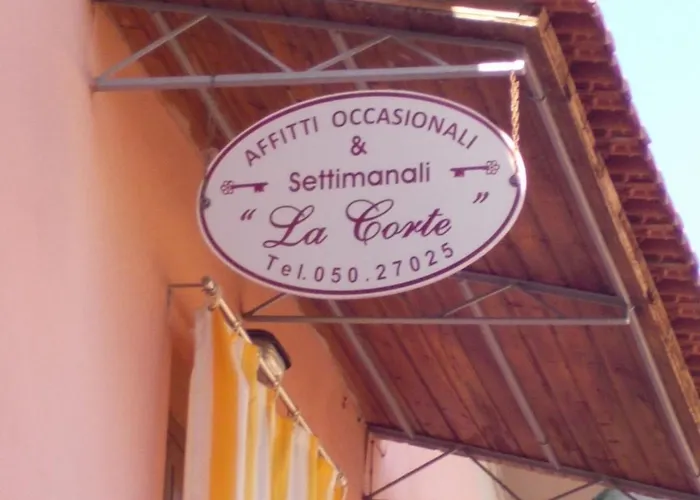 AFFITTI OCCASIONALI
&
Settimanali
" La Corte "
Tel. 050.27025